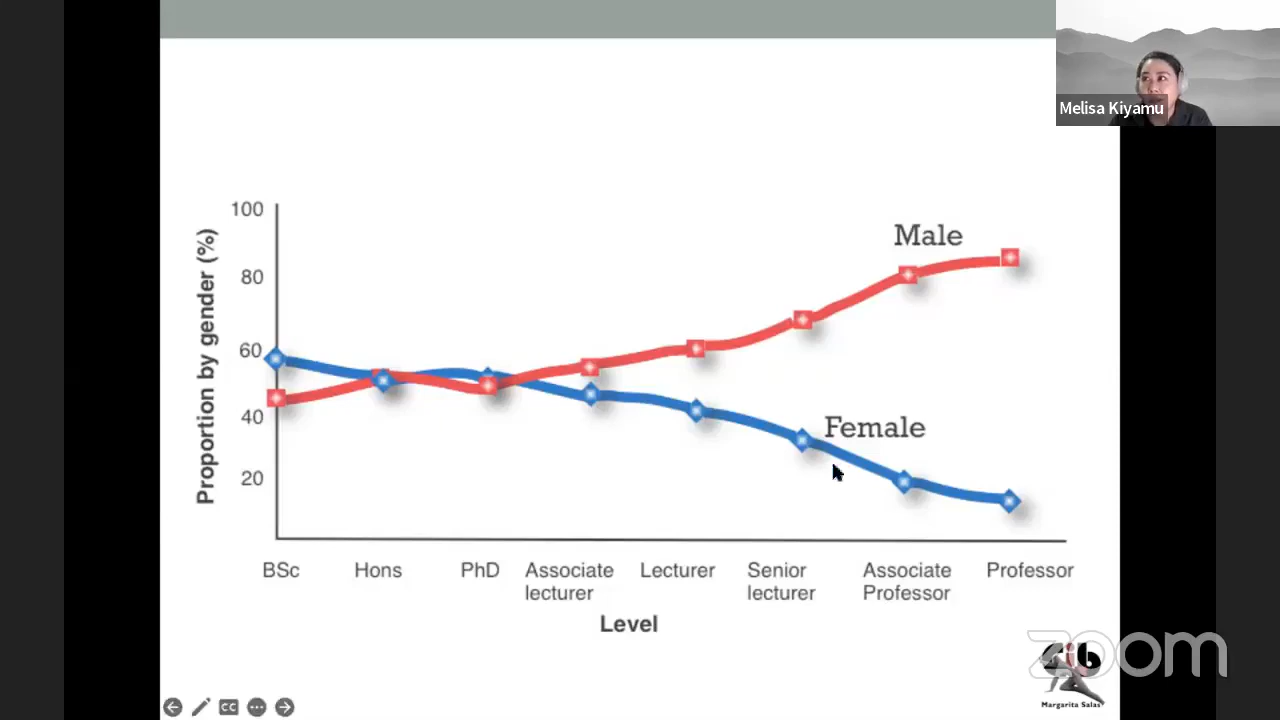 Melisa Kiyamu
Male
Female
Proportion by gender (%)
100
80
60
40
20
BSc
Hons
PhD
Associate
lecturer
Lecturer
Senior
lecturer
Associate
Professor
Professor
Level
CC
zoom
Margarita Salas